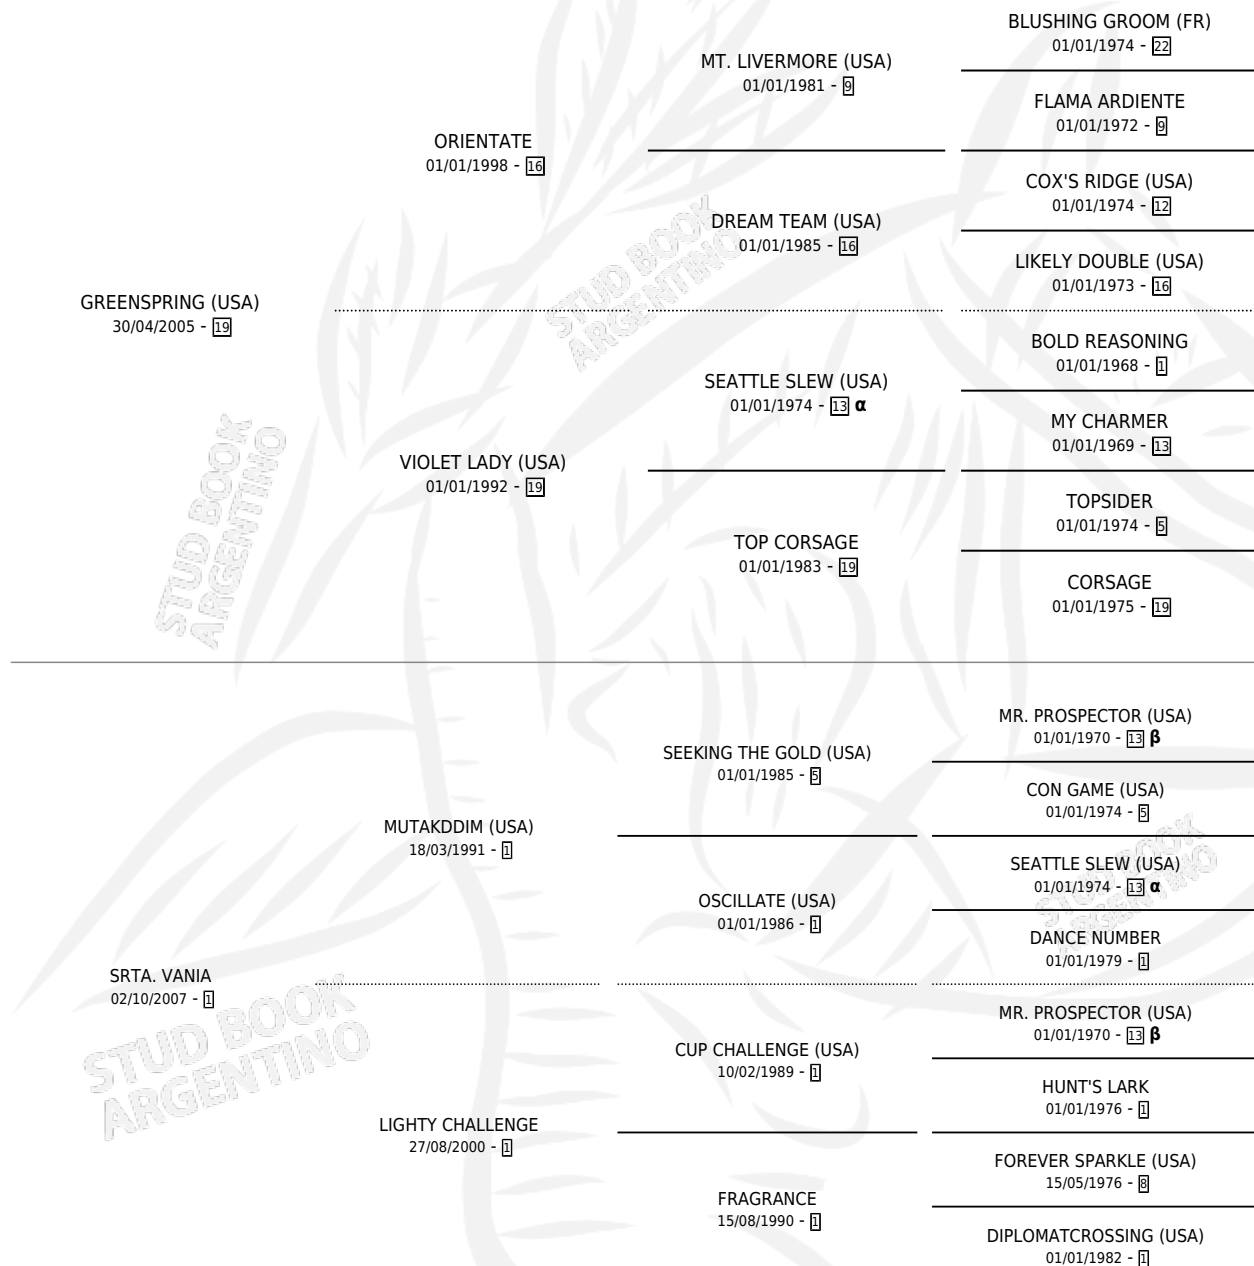 BLUSHING GROOM (FR)
01/01/1974 - 22
MT. LIVERMORE (USA)
01/01/1981 - 9
FLAMA ARDIENTE
01/01/1972 - 9
ORIENTATE
01/01/1998 - 16
COX'S RIDGE (USA)
01/01/1974 - 12
DREAM TEAM (USA)
01/01/1985 - 16
LIKELY DOUBLE (USA)
01/01/1973 - 16
GREENSPRING (USA)
30/04/2005 - 19
BOLD REASONING
01/01/1968 - 1
SEATTLE SLEW (USA)
01/01/1974 - 13 α
MY CHARMER
01/01/1969 - 13
VIOLET LADY (USA)
01/01/1992 - 19
TOPSIDER
01/01/1974 - 5
TOP CORSAGE
01/01/1983 - 19
CORSAGE
01/01/1975 - 19
MR. PROSPECTOR (USA)
01/01/1970 - 13 β
SEEKING THE GOLD (USA)
01/01/1985 - 5
CON GAME (USA)
01/01/1974 - 5
MUTAKDDIM (USA)
18/03/1991 - 1
SEATTLE SLEW (USA)
01/01/1974 - 13 α
OSCILLATE (USA)
01/01/1986 - 1
DANCE NUMBER
01/01/1979 - 1
SRTA. VANIA
02/10/2007 - 1
MR. PROSPECTOR (USA)
01/01/1970 - 13 β
CUP CHALLENGE (USA)
10/02/1989 - 1
HUNT'S LARK
01/01/1976 - 1
LIGHTY CHALLENGE
27/08/2000 - 1
FOREVER SPARKLE (USA)
15/05/1976 - 8
FRAGRANCE
15/08/1990 - 1
DIPLOMATCROSSING (USA)
01/01/1982 - 1
STUD BOOK
ARGENTINO
STUD BOOK
ARGENTINO
STUD BOOK
ARGENTINO
STUD BOOK
ARGENTINO